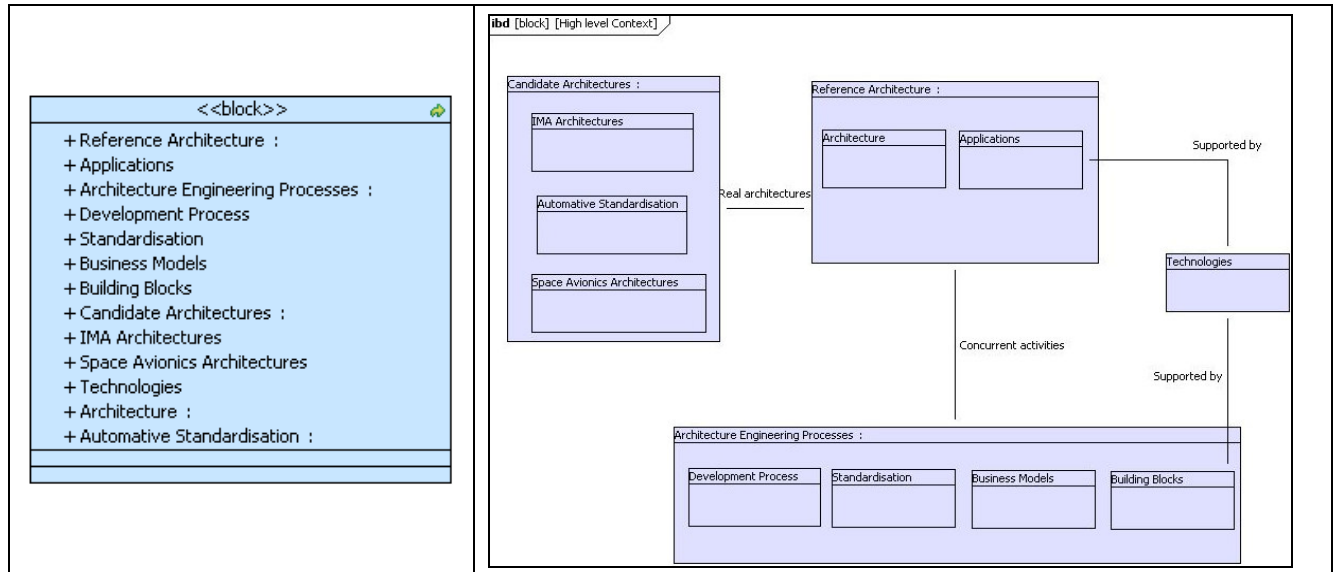 <<block>>
+ Reference Architecture :
+ Applications
+ Architecture Engineering Processes :
+ Development Process
+ Standardisation
+ Business Models
+ Building Blocks
+ Candidate Architectures :
+ IMA Architectures
+ Space Avionics Architectures
+ Technologies
+ Architecture :
+ Automative Standardisation :
ibd [block] [High level Context]
Candidate Architectures :
IMA Architectures
Automative Standardisation
Space Avionics Architectures
Real architectures
Reference Architecture :
Architecture
Applications
Supported by
Technologies
Concurrent activities
Supported by
Architecture Engineering Processes :
Development Process
Standardisation
Business Models
Building Blocks